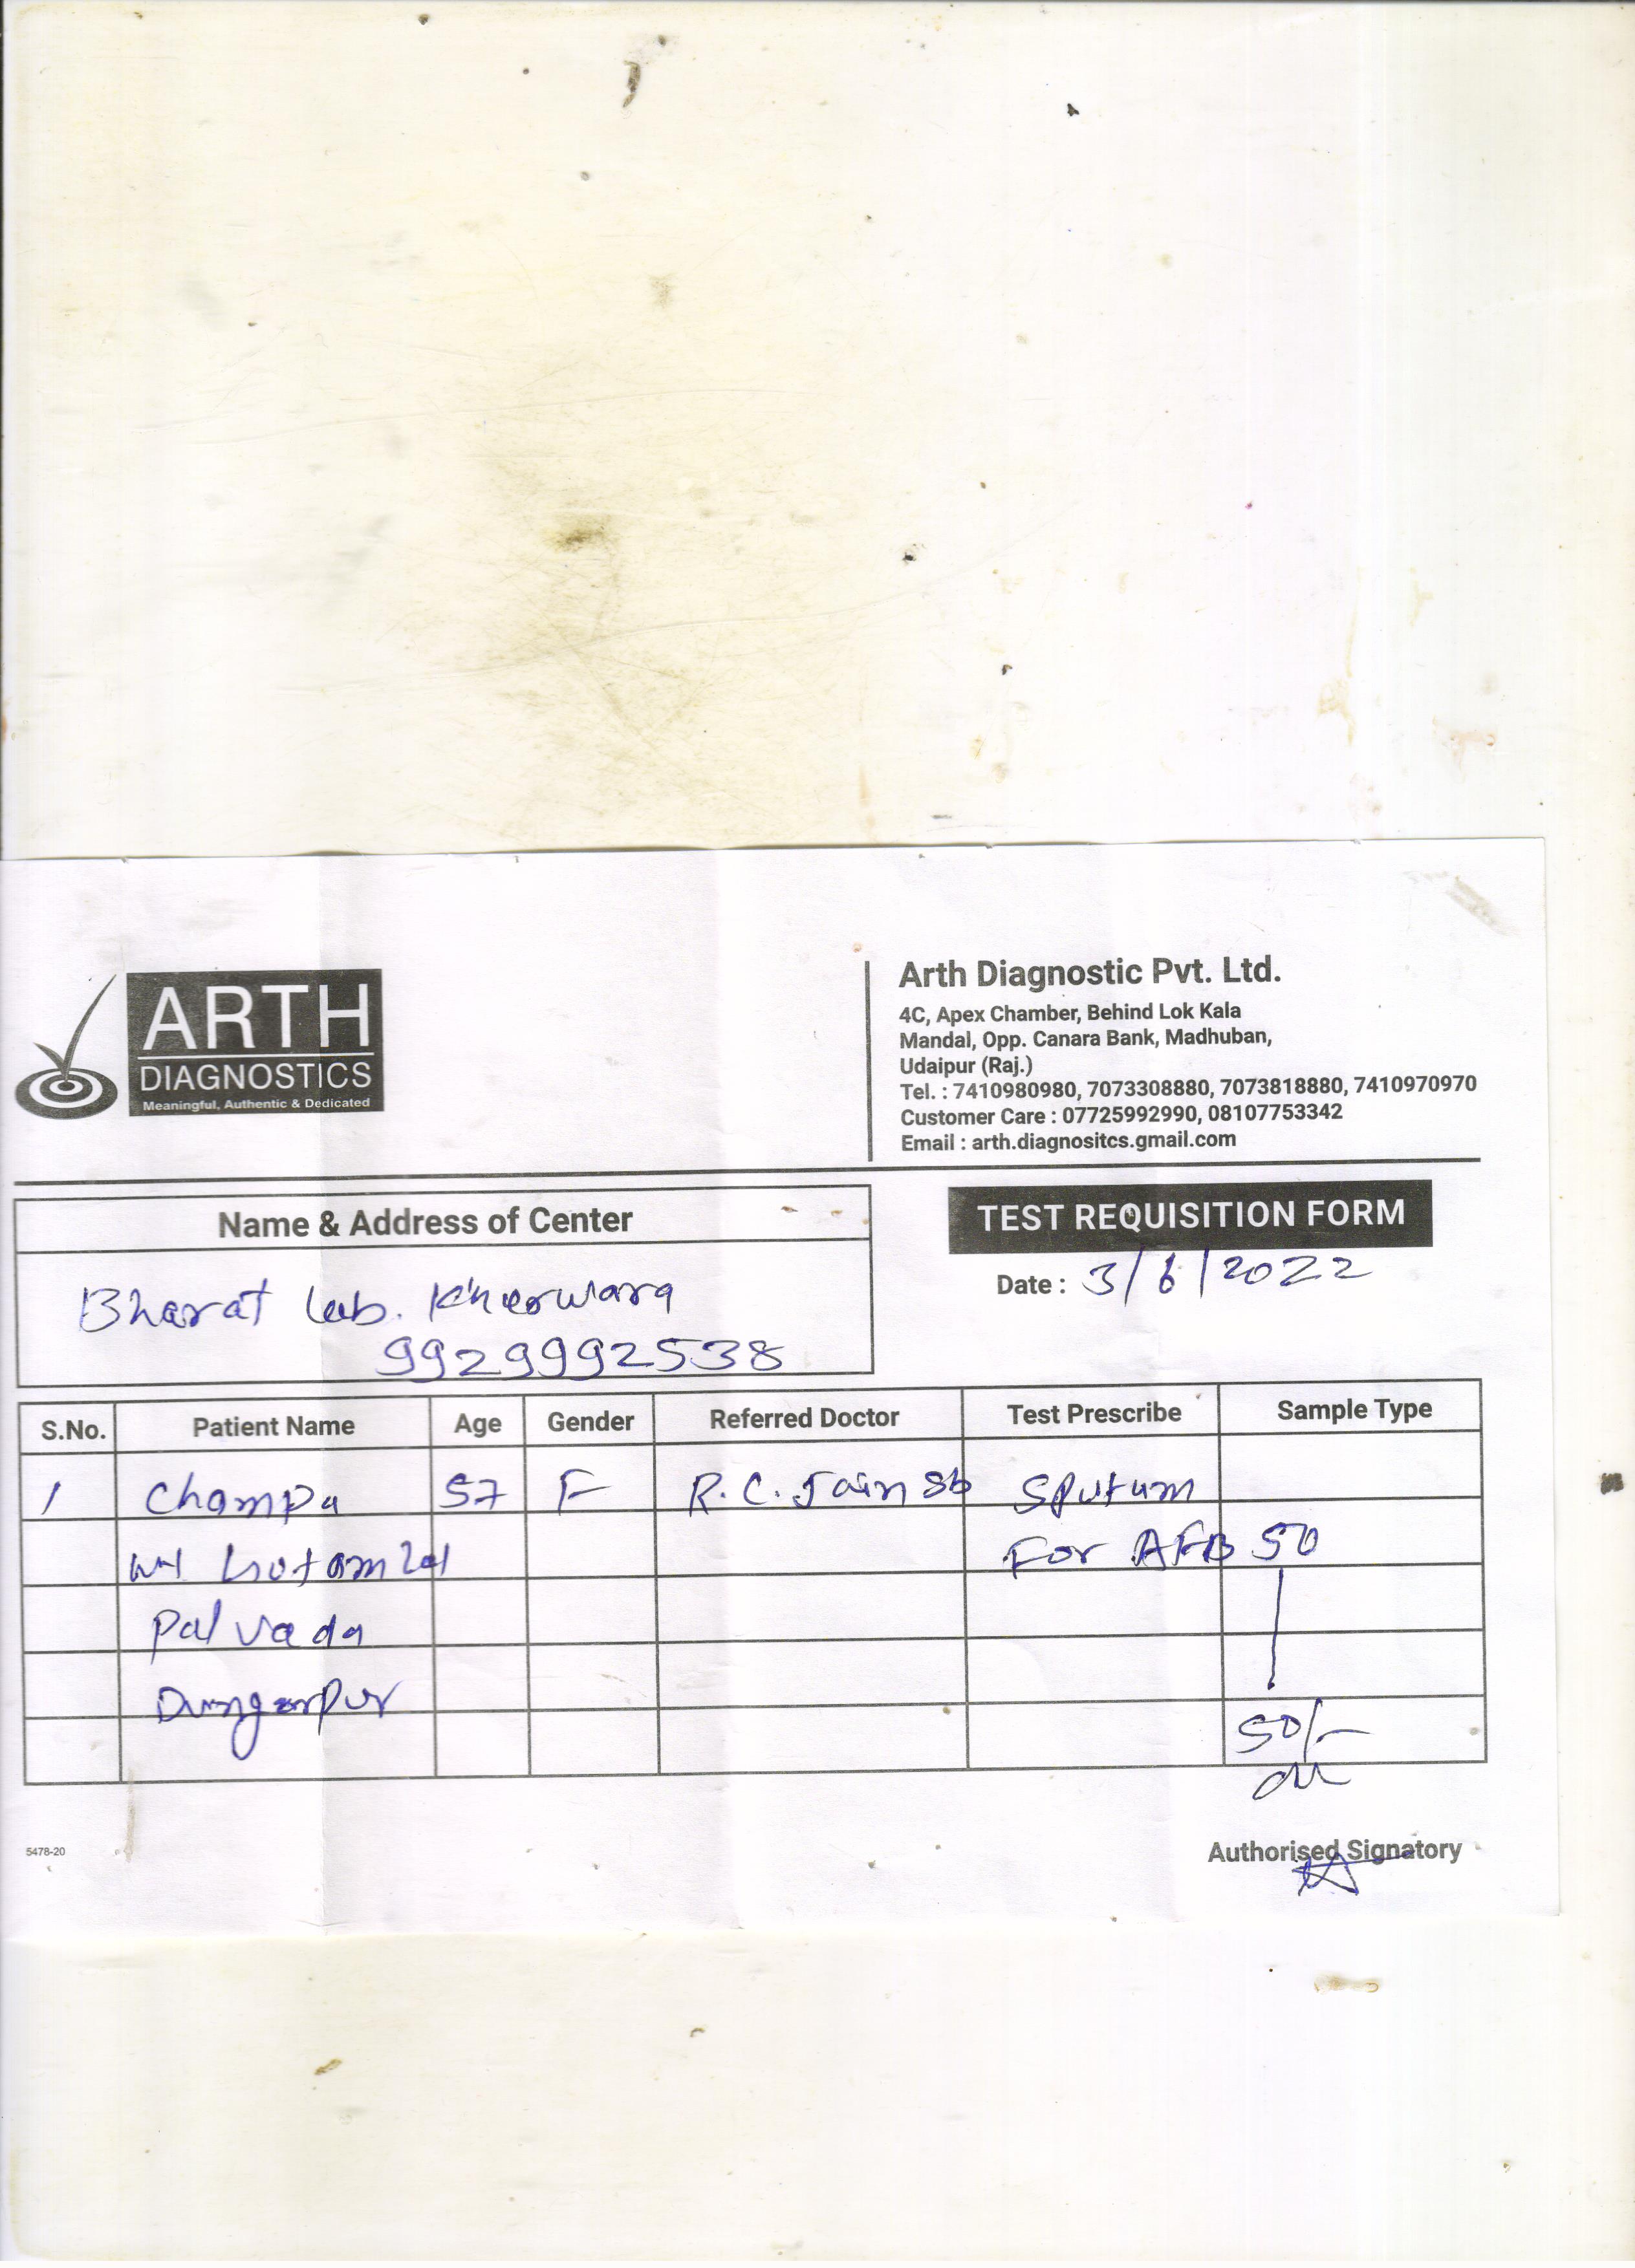 ARTH
DIAGNOSTICS
Meaningful, Authentic & Dedicated
Arth Diagnostic Pvt. Ltd.
4C, Apex Chamber, Behind Lok Kala
Mandal, Opp. Canara Bank, Madhuban,
Udaipur (Raj.)
Tel. : 7410980980, 7073308880, 7073818880, 7410970970
Customer Care : 07725992990, 08107753342
Email : arth.diagnositcs.gmail.com
Name & Address of Center
TEST REQUISITION FORM
Date : 3/6/2022
Bharat Lab. Kherwara
9929992538
S.No. Patient Name Age Gender Referred Doctor Test Prescribe Sample Type
1 Champa 57 F R.C. Jain Sb Sputum
For AFB 50
Pal Vada
Dungarpur
50/-
5478-20
Authorised Signatory